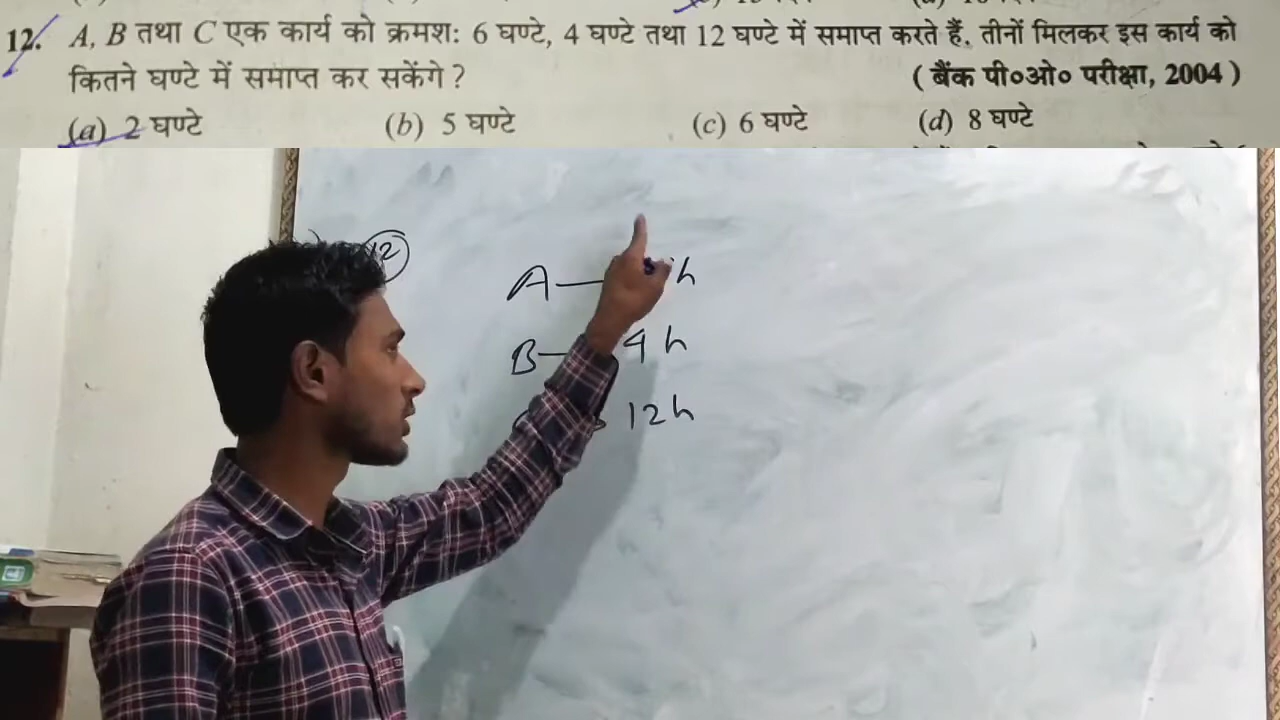 12. A, B तथा C एक कार्य को क्रमश: 6 घण्टे, 4 घण्टे तथा 12 घण्टे में समाप्त करते हैं. तीनों मिलकर इस कार्य को
कितने घण्टे में समाप्त कर सकेंगे ?
( बैंक पी०ओ० परीक्षा, 2004 )
(a) 2 घण्टे (b) 5 घण्टे (c) 6 घण्टे (d) 8 घण्टे
12
A — h
B — 4 h
12 h